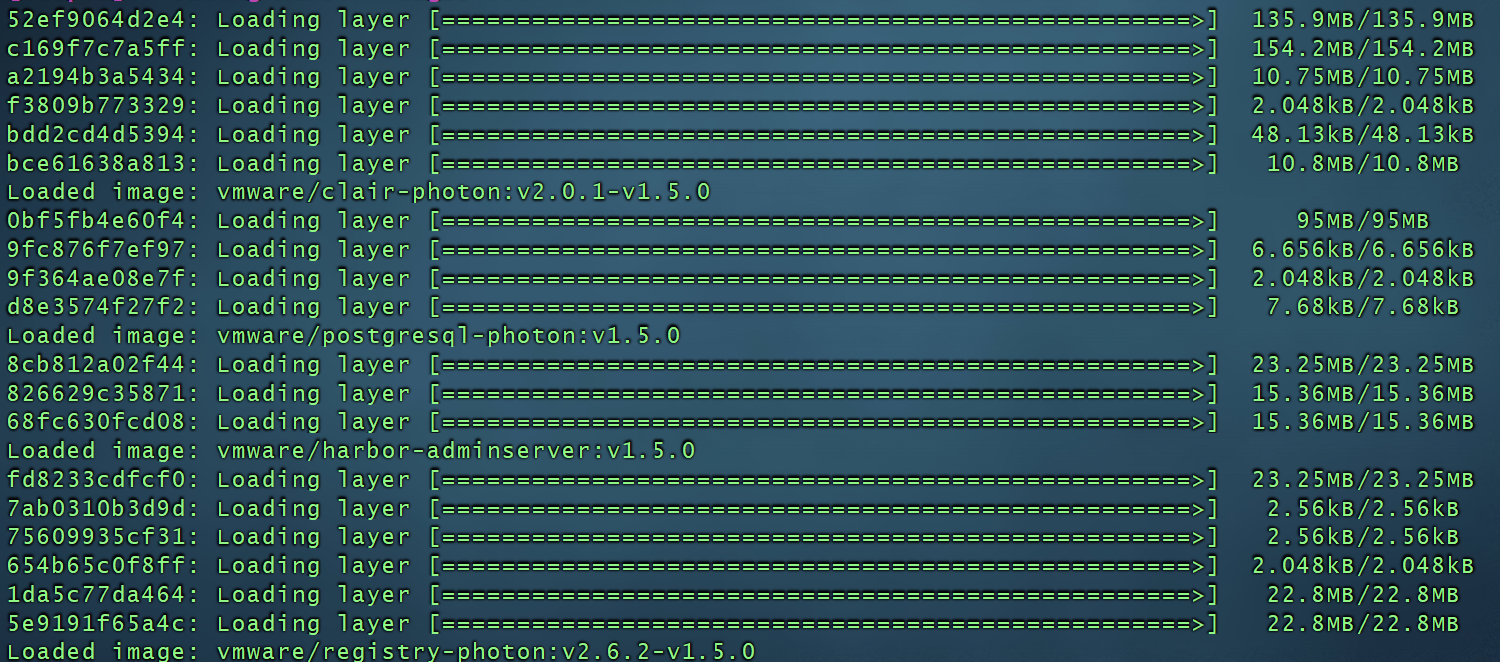 52ef9064d2e4: Loading layer [==================================================>] 135.9MB/135.9MB
c169f7c7a5ff: Loading layer [==================================================>] 154.2MB/154.2MB
a2194b3a5434: Loading layer [==================================================>] 10.75MB/10.75MB
f3809b773329: Loading layer [==================================================>] 2.048kB/2.048kB
bdd2cd4d5394: Loading layer [==================================================>] 48.13kB/48.13kB
bce61638a813: Loading layer [==================================================>] 10.8MB/10.8MB
Loaded image: vmware/clair-photon:v2.0.1-v1.5.0
0bf5fb4e60f4: Loading layer [==================================================>] 95MB/95MB
9fc876f7ef97: Loading layer [==================================================>] 6.656kB/6.656kB
9f364ae08e7f: Loading layer [==================================================>] 2.048kB/2.048kB
d8e3574f27f2: Loading layer [==================================================>] 7.68kB/7.68kB
Loaded image: vmware/postgresql-photon:v1.5.0
8cb812a02f44: Loading layer [==================================================>] 23.25MB/23.25MB
826629c35871: Loading layer [==================================================>] 15.36MB/15.36MB
68fc630fcd08: Loading layer [==================================================>] 15.36MB/15.36MB
Loaded image: vmware/harbor-adminserver:v1.5.0
fd8233cdfcf0: Loading layer [==================================================>] 23.25MB/23.25MB
7ab0310b3d9d: Loading layer [==================================================>] 2.56kB/2.56kB
75609935cf31: Loading layer [==================================================>] 2.56kB/2.56kB
654b65c0f8ff: Loading layer [==================================================>] 2.048kB/2.048kB
1da5c77da464: Loading layer [==================================================>] 22.8MB/22.8MB
5e9191f65a4c: Loading layer [==================================================>] 22.8MB/22.8MB
Loaded image: vmware/registry-photon:v2.6.2-v1.5.0